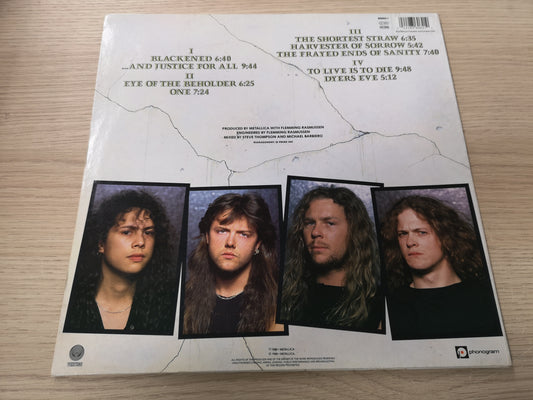 I
BLACKENED 6:40
...AND JUSTICE FOR ALL 9:44
II
EYE OF THE BEHOLDER 6:25
ONE 7:24
III
THE SHORTEST STRAW 6:35
HARVESTER OF SORROW 5:42
THE FRAYED ENDS OF SANITY 7:40
IV
TO LIVE IS TO DIE 9:48
DYERS EVE 5:12
PRODUCED BY METALLICA WITH FLEMMING RASMUSSEN
ENGINEERED BY FLEMMING RASMUSSEN
MIXED BY STEVE THOMPSON AND MICHAEL BARBIERO
phonogram